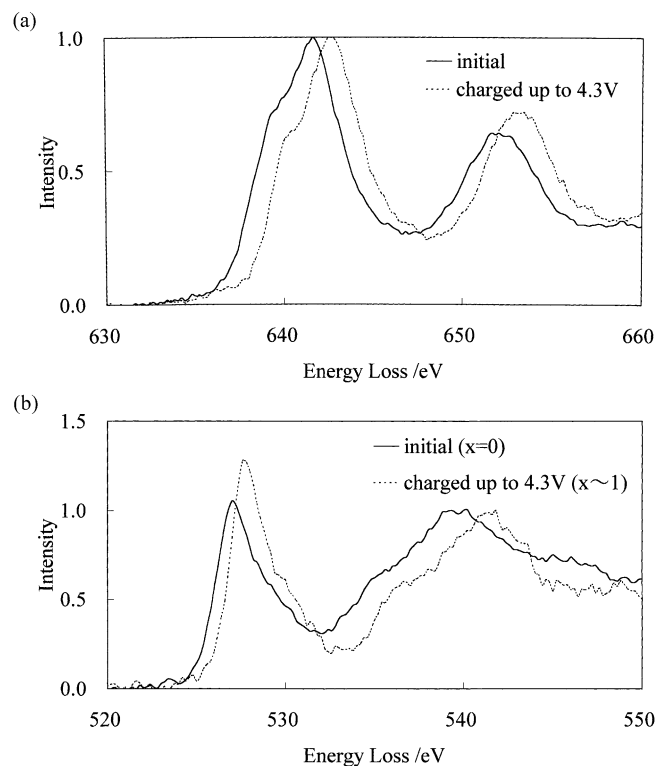 (a)
1.0
initial
charged up to 4.3V
Intensity
0.5
0.0
630 640 650 660
Energy Loss /eV
(b)
1.5
initial (x=0)
charged up to 4.3V (x～1)
1.0
Intensity
0.5
0.0
520 530 540 550
Energy Loss /eV